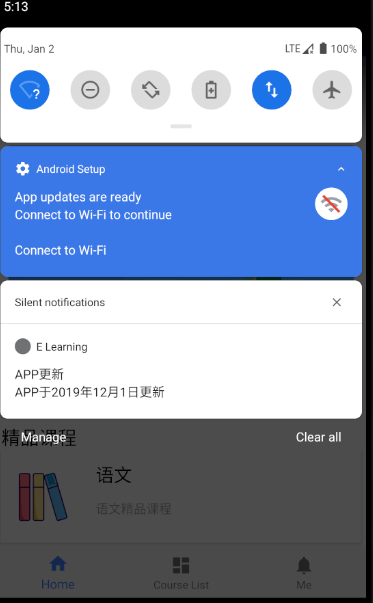 5:13
Thu, Jan 2
LTE
100%
Android Setup
App updates are ready
Connect to Wi-Fi to continue
Connect to Wi-Fi
Silent notifications
E Learning
APP更新
APP于2019年12月1日更新
精品课程
Manage
Clear all
语文
语文精品课程
Home
Course List
Me